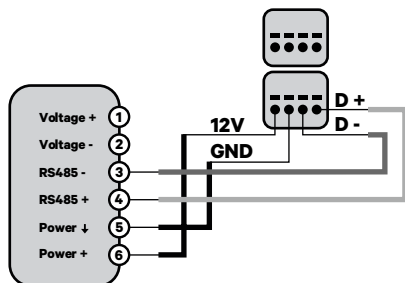 D +
12V
D -
GND
Voltage + 1
Voltage - 2
RS485 - 3
RS485 + 4
Power ↓ 5
Power + 6